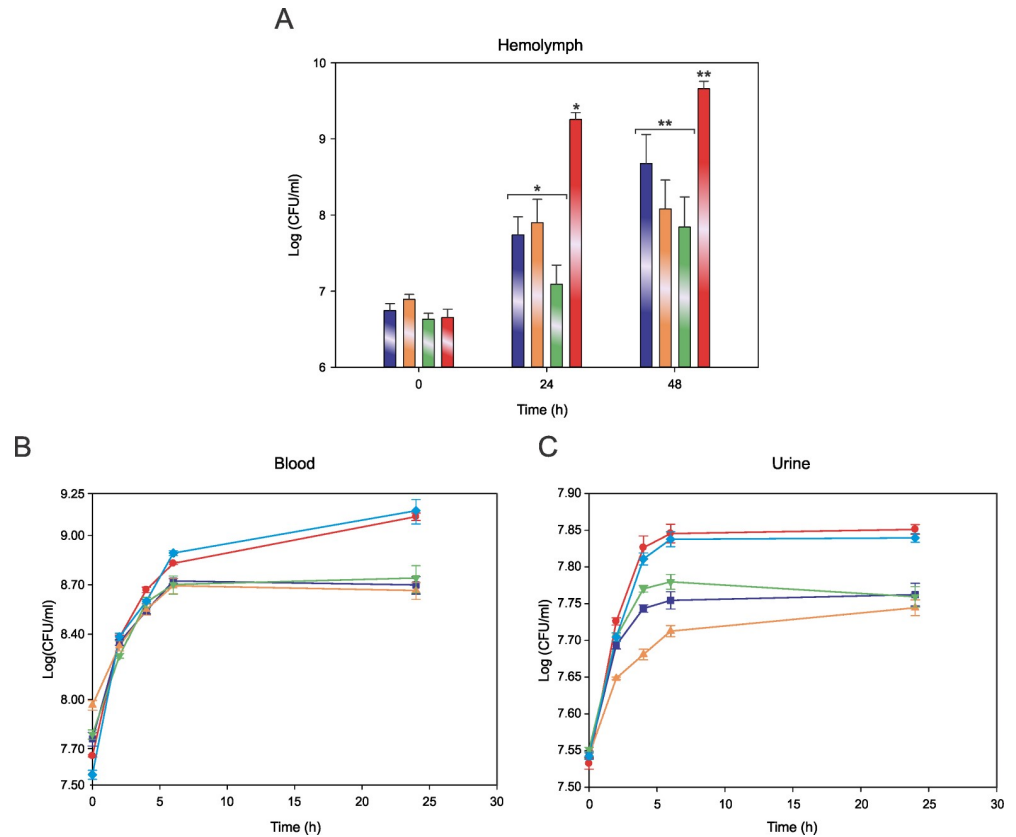 A
Hemolymph
10
9
8
7
6
Log (CFU/ml)
*
*
**
**
0 24 48
Time (h)
B
Blood
9.25
9.00
8.70
8.40
8.00
7.70
7.50
Log(CFU/ml)
0 5 10 15 20 25 30
Time (h)
C
Urine
7.90
7.85
7.80
7.75
7.70
7.65
7.60
7.55
7.50
Log (CFU/ml)
0 5 10 15 20 25 30
Time (h)